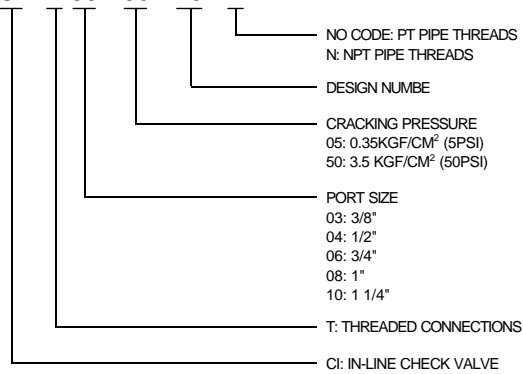 NO CODE: PT PIPE THREADS
N: NPT PIPE THREADS
DESIGN NUMBE
CRACKING PRESSURE
05: 0.35KGF/CM² (5PSI)
50: 3.5 KGF/CM² (50PSI)
PORT SIZE
03: 3/8"
04: 1/2"
06: 3/4"
08: 1"
10: 1 1/4"
T: THREADED CONNECTIONS
CI: IN-LINE CHECK VALVE